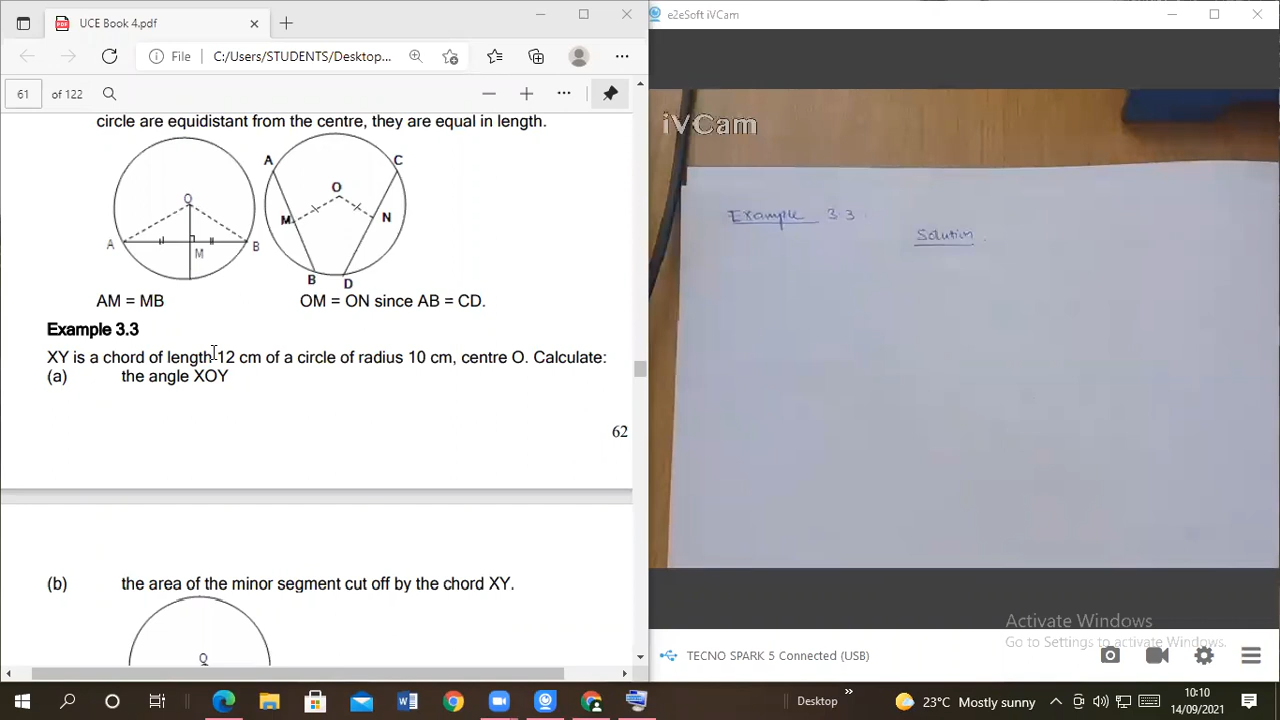 UCE Book 4.pdf
e2eSoft iVCam
File
C:/Users/STUDENTS/Desktop...
61 of 122
circle are equidistant from the centre, they are equal in length.
O
A
B
M
A
C
O
M
N
B
D
AM = MB
OM = ON since AB = CD.
Example 3.3
XY is a chord of length 12 cm of a circle of radius 10 cm, centre O. Calculate:
(a) the angle XOY
62
(b) the area of the minor segment cut off by the chord XY.
O
iVCam
Example 3.3
Solution
Activate Windows
Go to Settings to activate Windows.
TECNO SPARK 5 Connected (USB)
Desktop
23°C Mostly sunny
10:10
14/09/2021